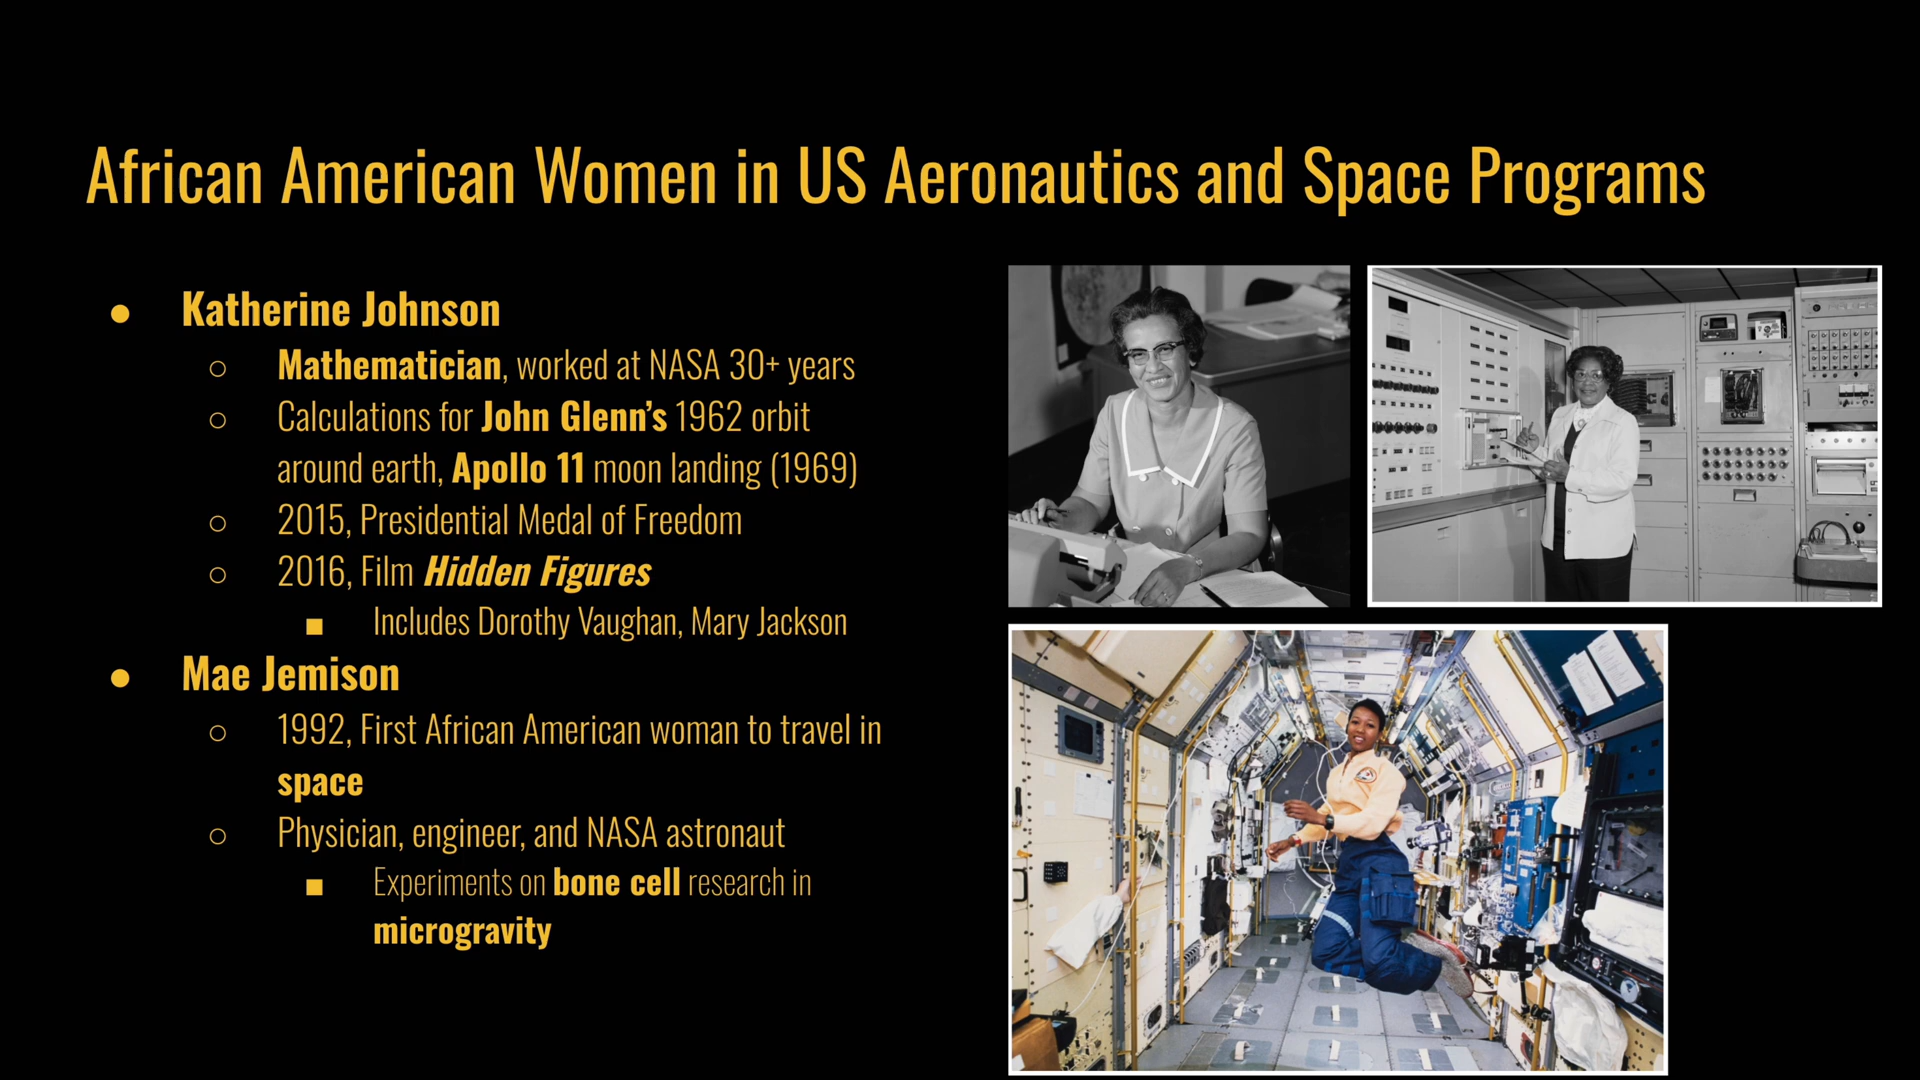 African American Women in US Aeronautics and Space Programs
● Katherine Johnson
○ Mathematician, worked at NASA 30+ years
○ Calculations for John Glenn’s 1962 orbit
around earth, Apollo 11 moon landing (1969)
○ 2015, Presidential Medal of Freedom
○ 2016, Film Hidden Figures
■ Includes Dorothy Vaughan, Mary Jackson
● Mae Jemison
○ 1992, First African American woman to travel in
space
○ Physician, engineer, and NASA astronaut
■ Experiments on bone cell research in
microgravity